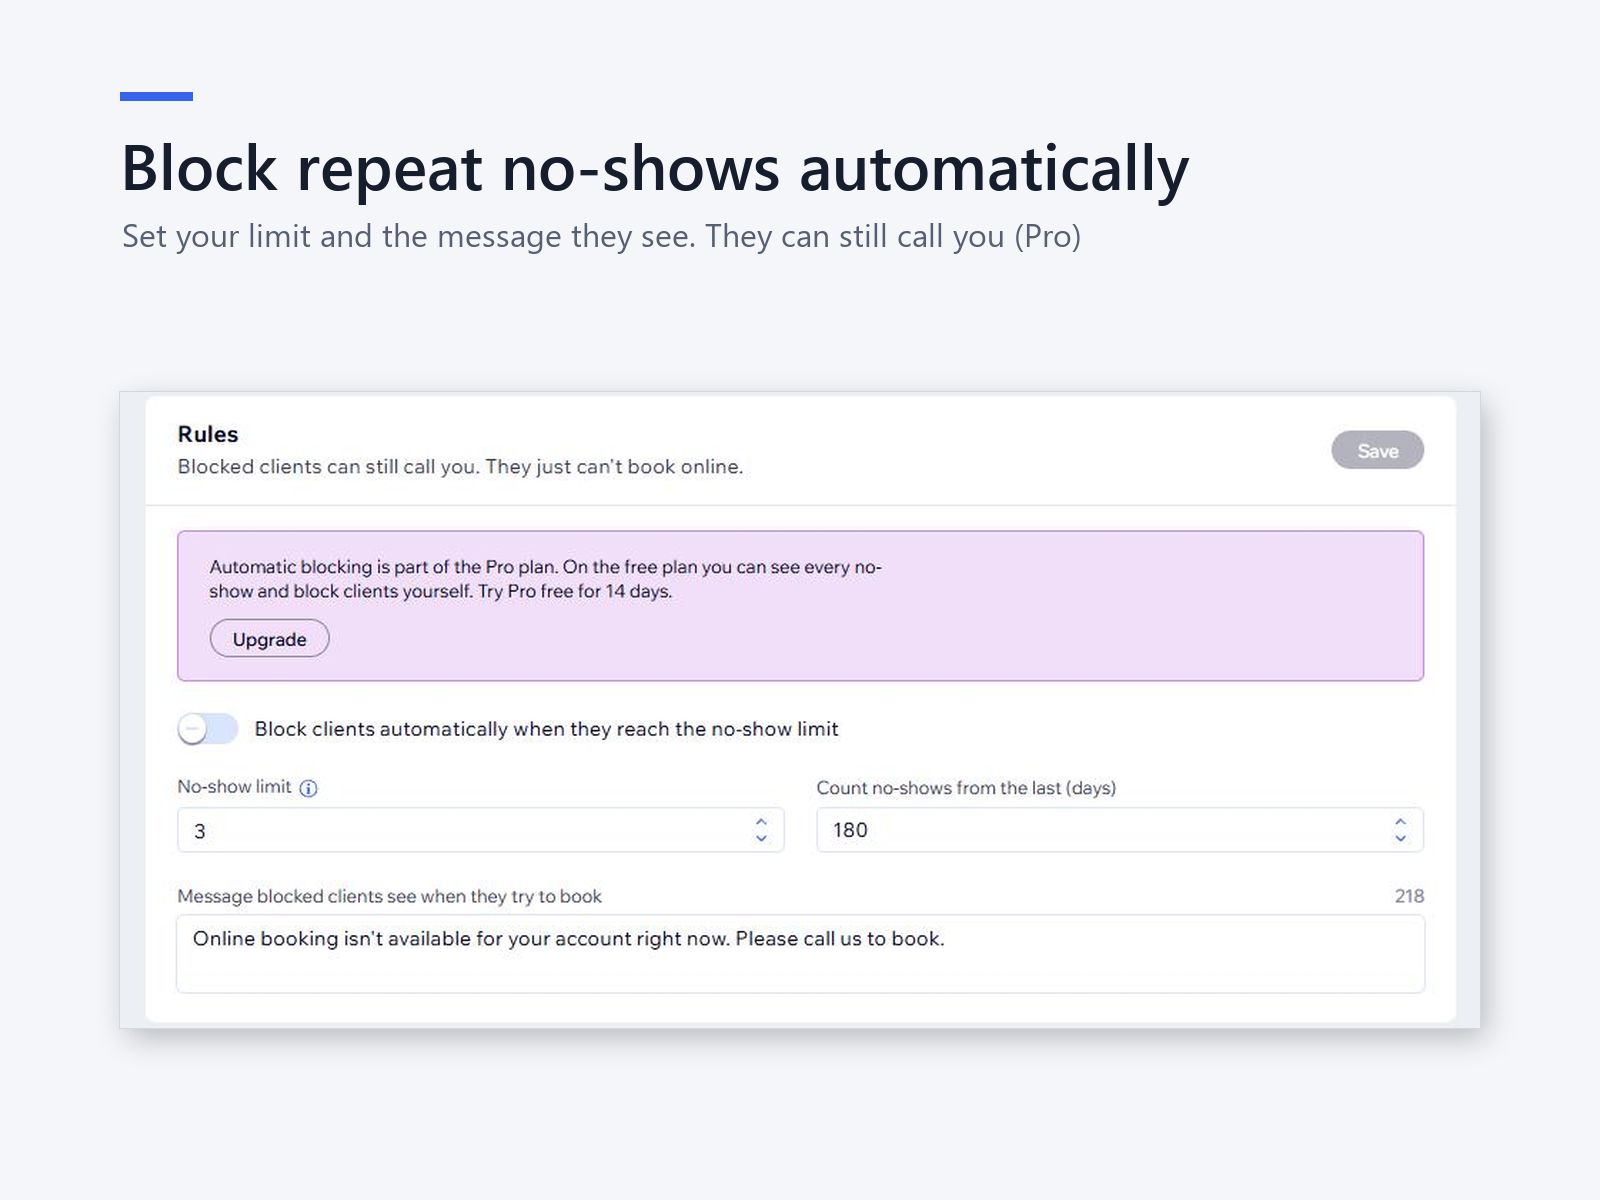 Block repeat no-shows automatically
Set your limit and the message they see. They can still call you (Pro)
Rules
Blocked clients can still call you. They just can't book online.
Save
Automatic blocking is part of the Pro plan. On the free plan you can see every no-
show and block clients yourself. Try Pro free for 14 days.
Upgrade
Block clients automatically when they reach the no-show limit
No-show limit
Count no-shows from the last (days)
3
180
Message blocked clients see when they try to book
218
Online booking isn't available for your account right now. Please call us to book.